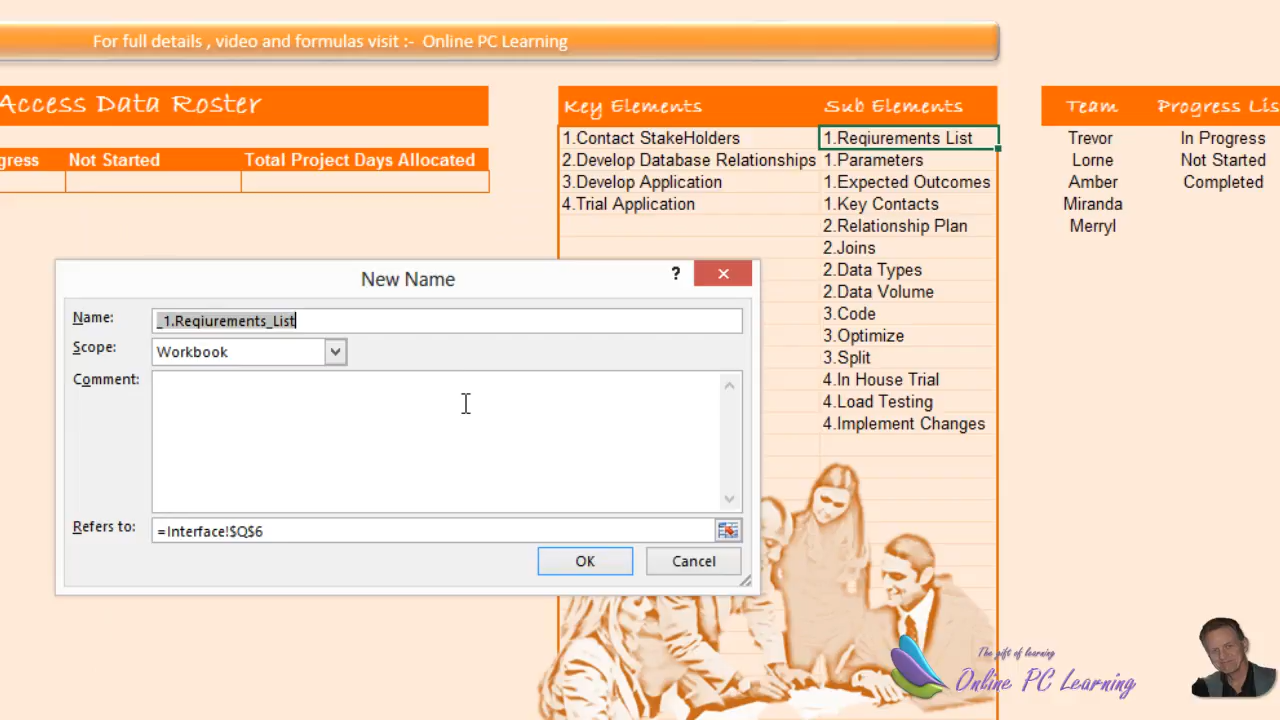 For full details , video and formulas visit :- Online PC Learning
Access Data Roster
gress Not Started Total Project Days Allocated
Key Elements Sub Elements
1.Contact StakeHolders 1.Reqiurements List
2.Develop Database Relationships 1.Parameters
3.Develop Application 1.Expected Outcomes
4.Trial Application 1.Key Contacts
2.Relationship Plan
2.Joins
2.Data Types
2.Data Volume
3.Code
3.Optimize
3.Split
4.In House Trial
4.Load Testing
4.Implement Changes
Team Progress Lis
Trevor In Progress
Lorne Not Started
Amber Completed
Miranda
Merryl
New Name
?
Name: _1.Reqiurements_List
Scope: Workbook
Comment:
Refers to: =Interface!$Q$6
OK Cancel
The gift of learning
Online PC Learning